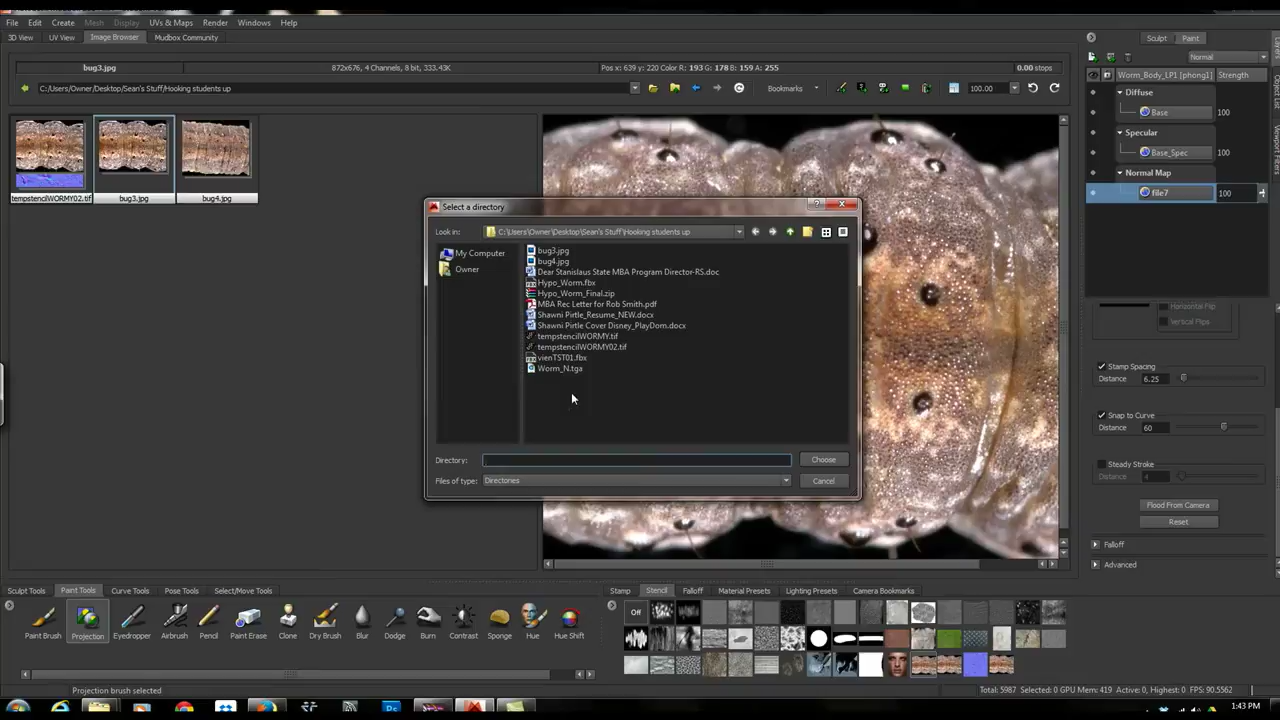 File Edit Create Mesh Display UVs & Maps Render Windows Help
3D View UV View Image Browser Mudbox Community
bug3.jpg 872x676, 4 Channels, 8 bit, 333.43K Pos x: 639 y: 220 Color R: 193 G: 178 B: 159 A: 255 0.00 stops
C:/Users/Owner/Desktop/Sean's Stuff/Hooking students up Bookmarks 100.00
tempstencilWORMY02.tif bug3.jpg bug4.jpg
Select a directory
Look in: C:\Users\Owner\Desktop\Sean's Stuff\Hooking students up
My Computer
Owner
bug3.jpg
bug4.jpg
Dear Stanislaus State MBA Program Director-RS.doc
Hypo_Worm.fbx
Hypo_Worm_Final.zip
MBA Rec Letter for Rob Smith.pdf
Shawni Pirtle_Resume_NEW.docx
Shawni Pirtle Cover Disney_PlayDom.docx
tempstencilWORMY.tif
tempstencilWORMY02.tif
vienTST01.fbx
Worm_N.tga
Directory: Choose
Files of type: Directories Cancel
Sculpt Paint
Normal
Worm_Body_LP1 [phong1] Strength
Diffuse
Base 100
Specular
Base_Spec 100
Normal Map
file7 100
Horizontal Flip
Vertical Flips
Stamp Spacing
Distance 6.25
Snap to Curve
Distance 60
Steady Stroke
Distance 4
Flood From Camera
Reset
Falloff
Advanced
Layers
Object List
Viewport Filters
Sculpt Tools Paint Tools Curve Tools Pose Tools Select/Move Tools
Paint Brush Projection Eyedropper Airbrush Pencil Paint Erase Clone Dry Brush Blur Dodge Burn Contrast Sponge Hue Hue Shift
Stamp Stencil Falloff Material Presets Lighting Presets Camera Bookmarks
Off
Projection brush selected
Total: 5987 Selected: 0 GPU Mem: 419 Active: 0, Highest: 0 FPS: 90.5562
1:43 PM